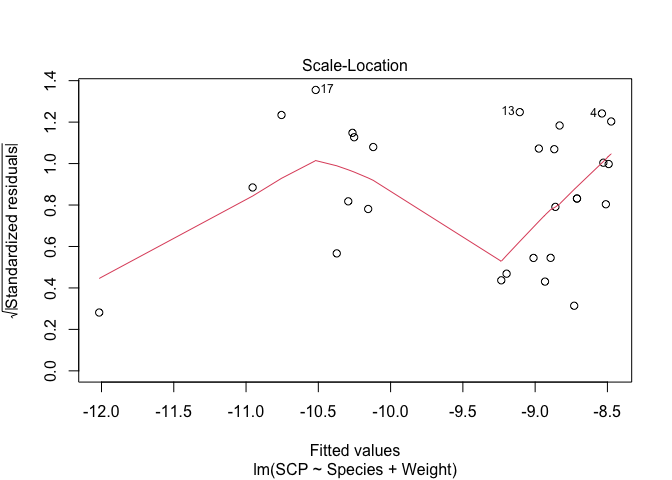 Scale-Location
√|Standardized residuals|
1.4
1.2
1.0
0.8
0.6
0.4
0.2
0.0
17
13
4
-12.0 -11.5 -11.0 -10.5 -10.0 -9.5 -9.0 -8.5
Fitted values
lm(SCP ~ Species + Weight)